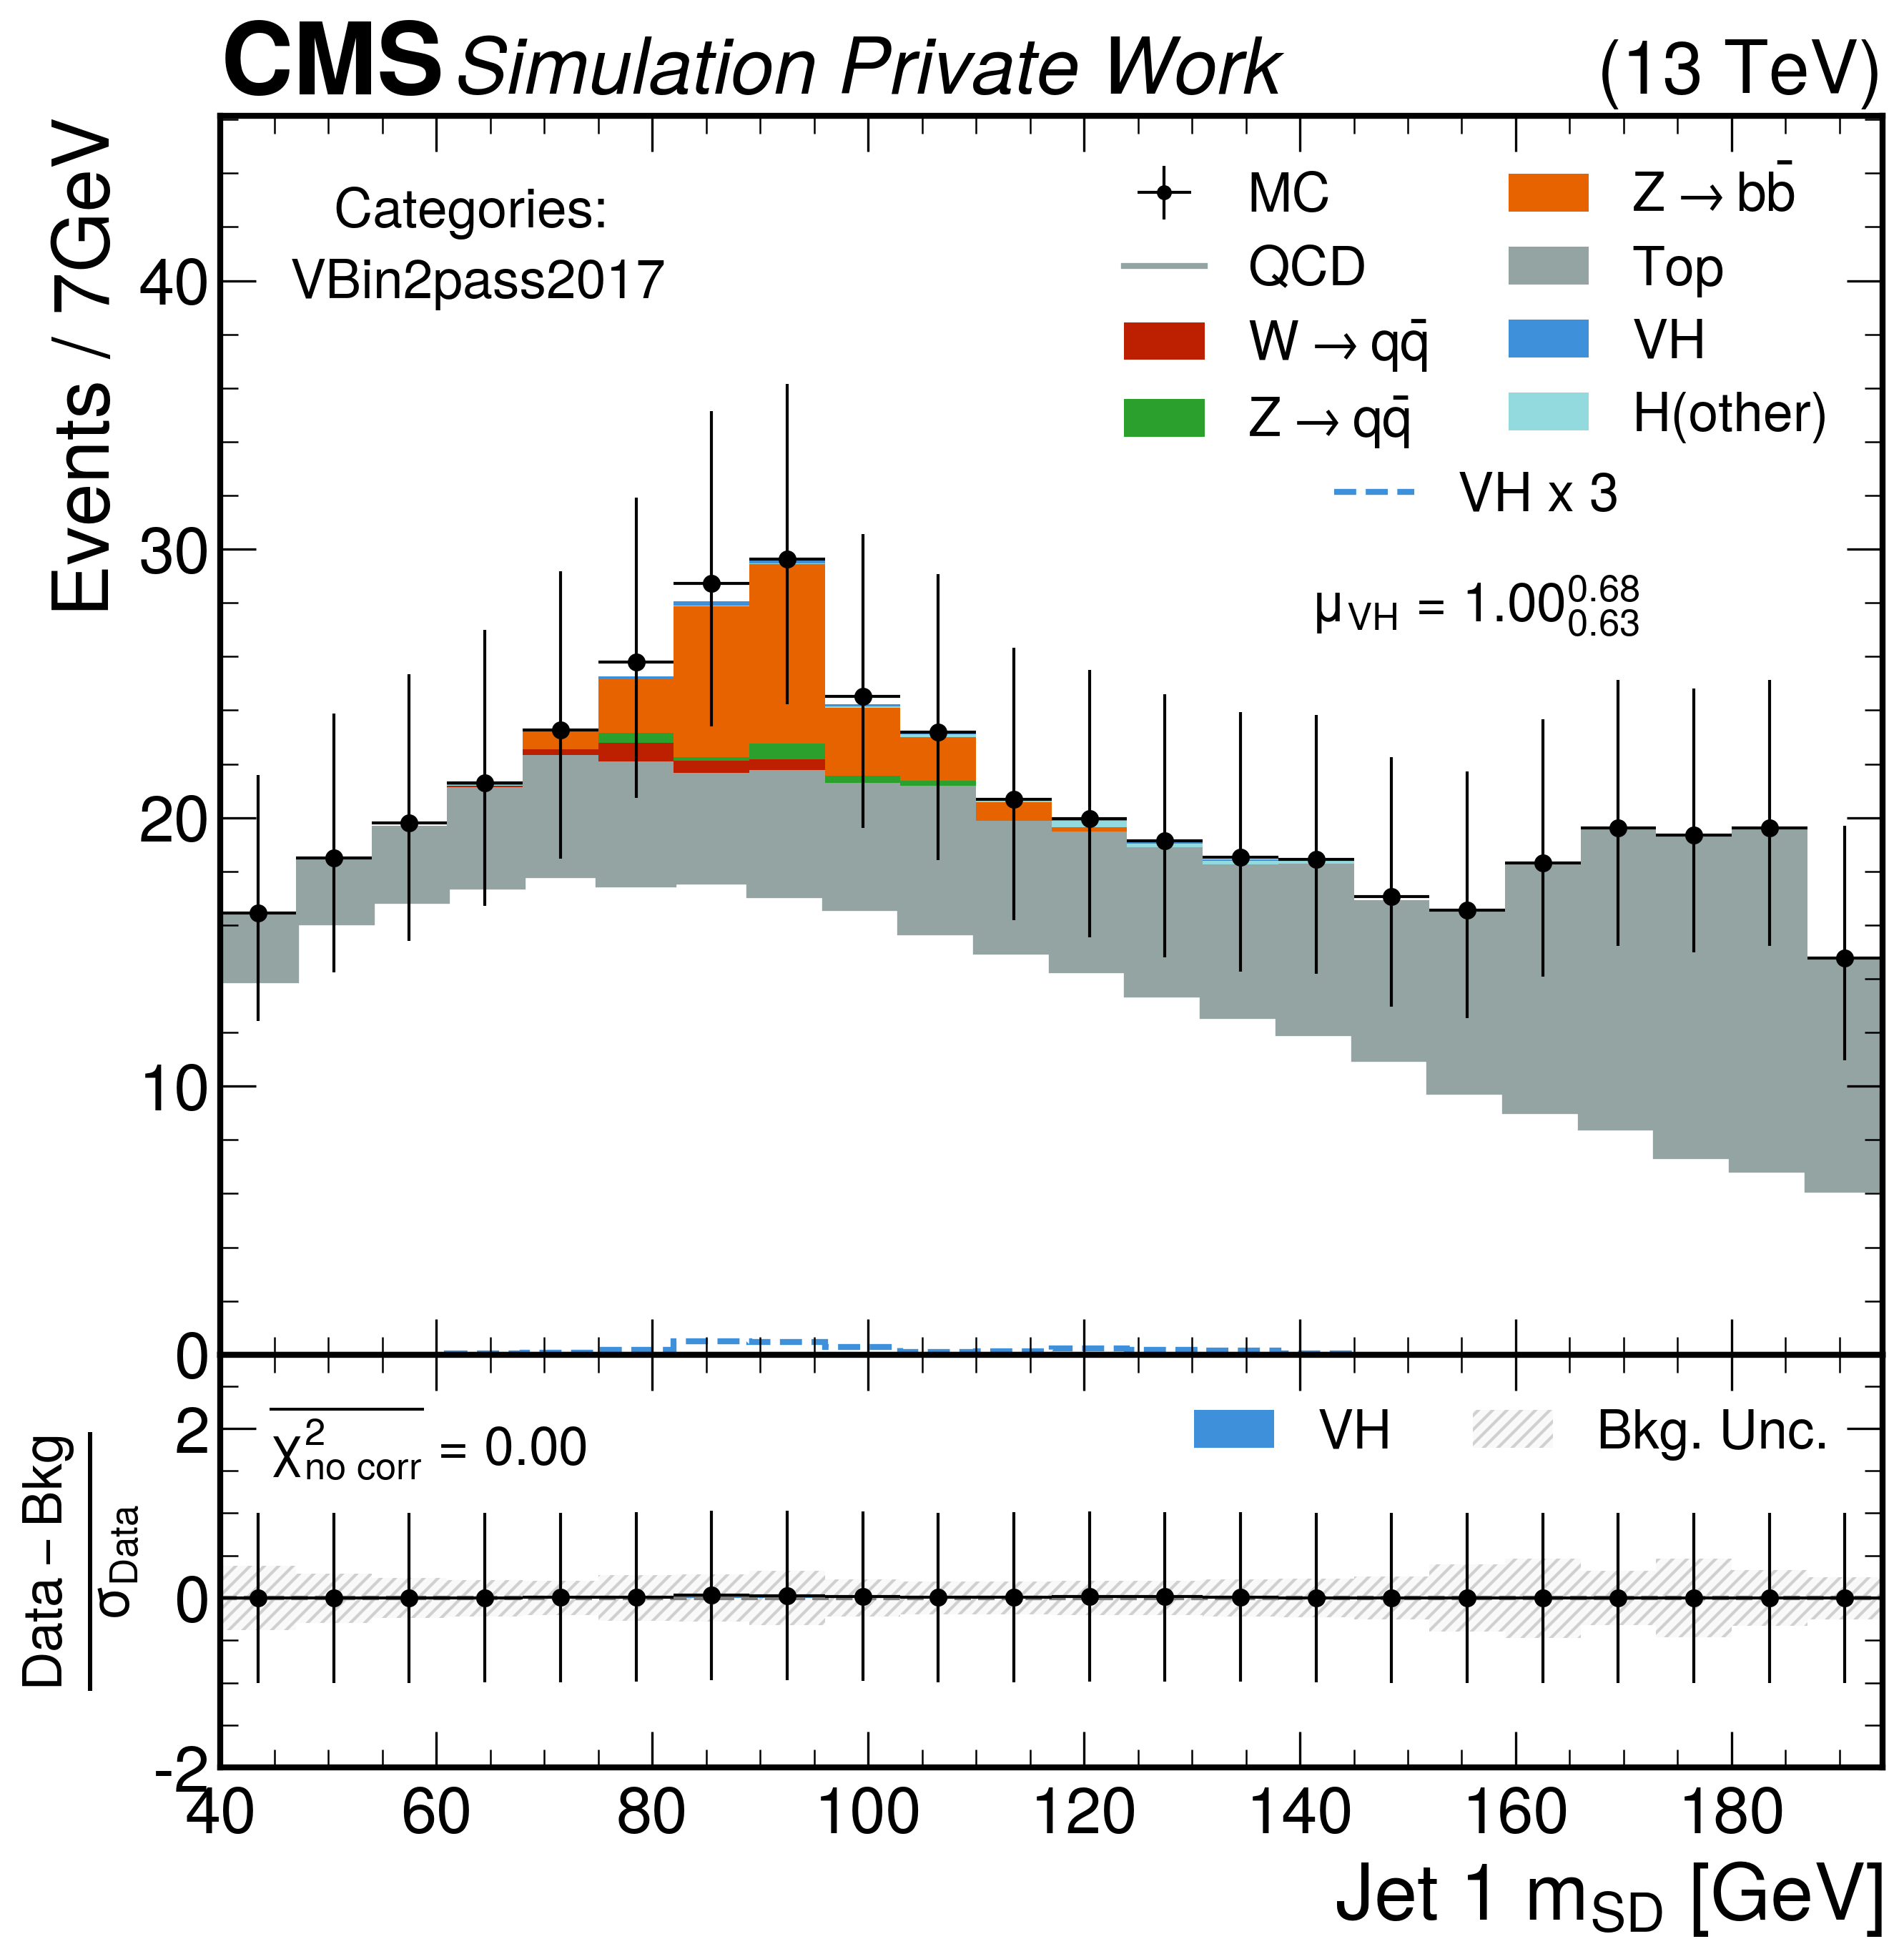 CMS Simulation Private Work (13 TeV)
Events / 7GeV
Categories:
VBin2pass2017
MC
QCD
W → qq̄
Z → qq̄
Z → bb̄
Top
VH
H(other)
VH x 3
μ_VH = 1.00 0.68 0.63
40
30
20
10
0
Data – Bkg
σ_Data
χ²_no corr = 0.00
VH
Bkg. Unc.
2
0
-2
40 60 80 100 120 140 160 180
Jet 1 m_SD [GeV]